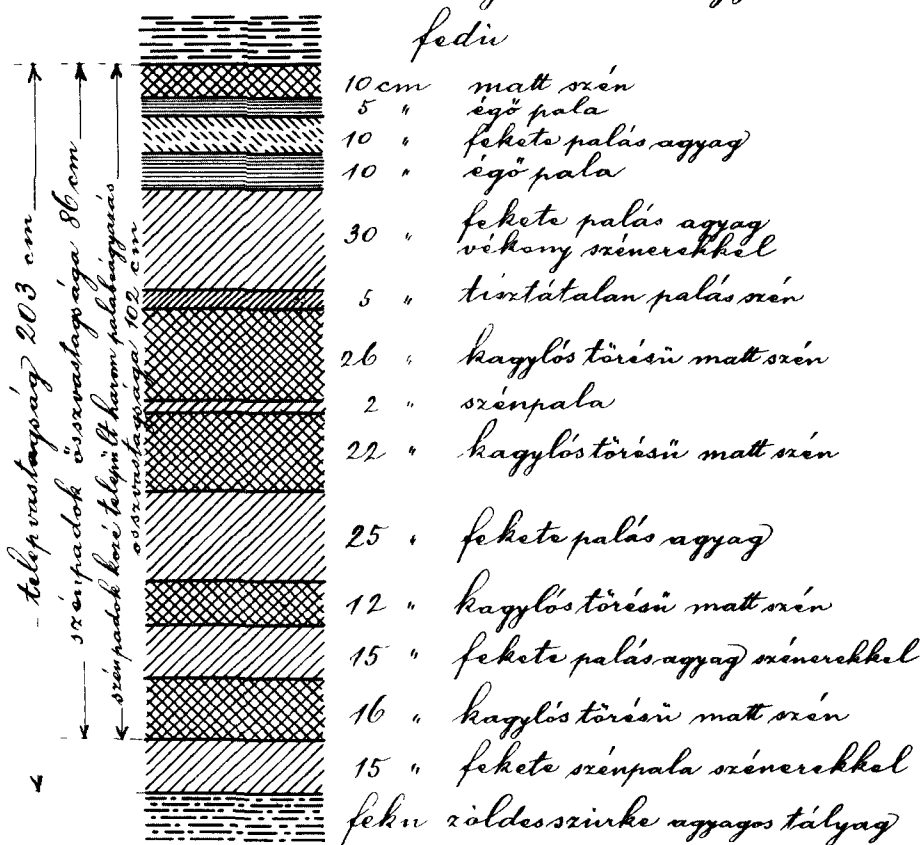 fedü
10 cm matt szén
5 " égő pala
10 " fekete palás agyag
10 " égő pala
30 " fekete palás agyag
vékony szénerekkel
5 " tisztátalan palás szén
26 " kagylós törésü matt szén
2 " szénpala
22 " kagylós törésü matt szén
25 " fekete palás agyag
12 " kagylós törésü matt szén
15 " fekete palás agyag szénerekkel
16 " kagylós törésü matt szén
15 " fekete szénpala szénerekkel
fekü zöldesszürke agyagos tályag
telepvastagság 203 cm
szénpadok összvastagsága 86 cm
szénpadok közé települt három palaágyazás
összvastagsága 102 cm